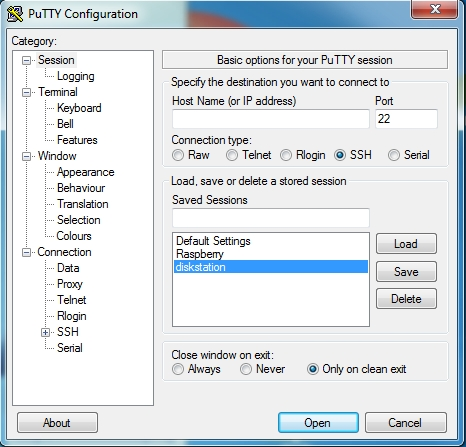 PuTTY Configuration
Category:
Session
Logging
Terminal
Keyboard
Bell
Features
Window
Appearance
Behaviour
Translation
Selection
Colours
Connection
Data
Proxy
Telnet
Rlogin
SSH
Serial
Basic options for your PuTTY session
Specify the destination you want to connect to
Host Name (or IP address) Port
22
Connection type:
Raw Telnet Rlogin SSH Serial
Load, save or delete a stored session
Saved Sessions
Default Settings
Raspberry
diskstation
Load
Save
Delete
Close window on exit:
Always Never Only on clean exit
About Open Cancel